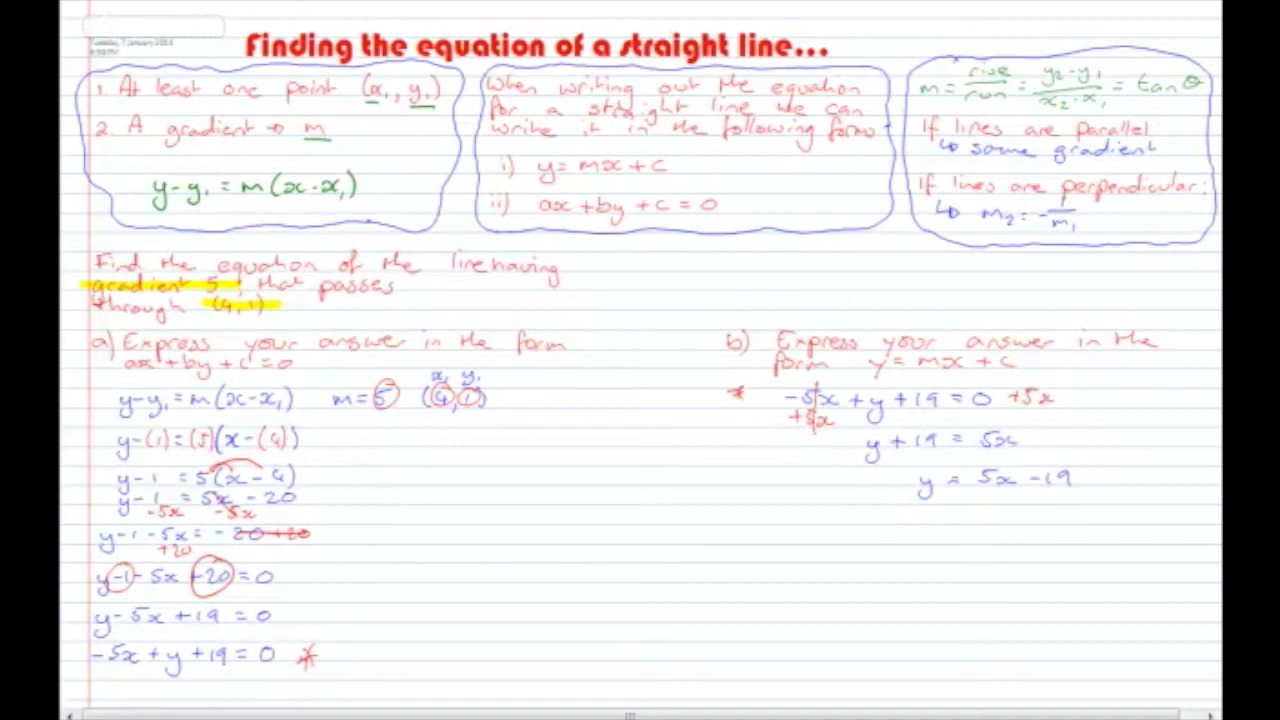 Tuesday, 7 January 2014
Finding the equation of a straight line...
1. At least one point (x₁, y₁)
2. A gradient → m
y-y₁ = m(x-x₁)
When writing out the equation
for a straight line we can
write it in the following form
i) y = mx + c
ii) ax + by + c = 0
m = rise/run = y₂-y₁/x₂-x₁ = tan θ
If lines are parallel:
↳ same gradient
If lines are perpendicular:
↳ m₂ = -1/m₁
Find the equation of the line having
gradient 5, that passes
through (4, 1)
a) Express your answer in the form
ax + by + c = 0
x₁ y₁
y-y₁ = m(x-x₁) m = 5 (4, 1)
y-(1) = (5)(x-(4))
y-1 = 5(x-4)
y-1 = 5x - 20
-5x -5x
y-1-5x = -20 +20
+20
y-1-5x+20 = 0
y-5x+19 = 0
-5x+y+19 = 0 *
b) Express your answer in the
form y = mx + c
* -5x + y + 19 = 0 +5x
+5x
y + 19 = 5x
y = 5x - 19